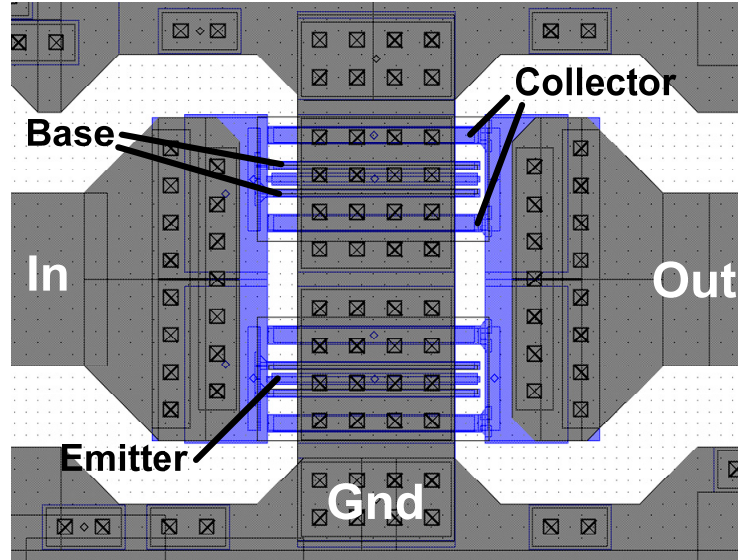 Collector
Base
In
Out
Emitter
Gnd